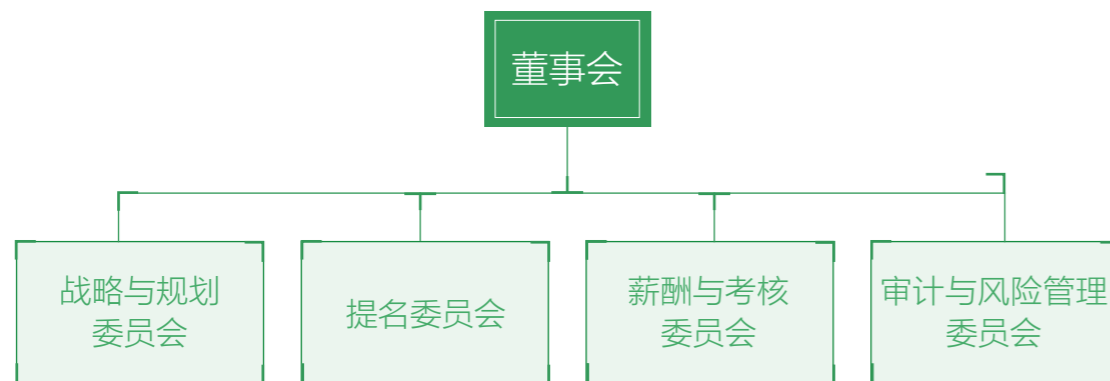 董事会
战略与规划
委员会
提名委员会
薪酬与考核
委员会
审计与风险管理
委员会